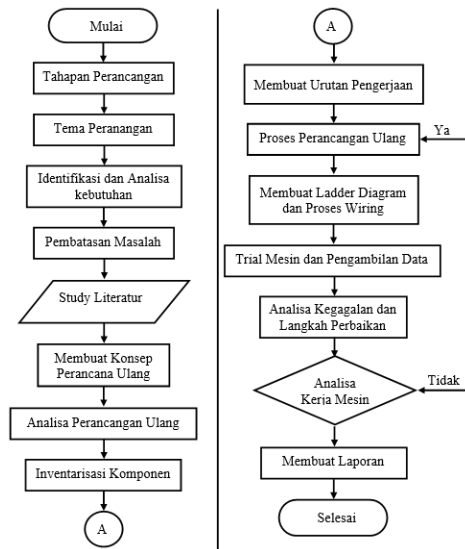 Mulai
Tahapan Perancangan
Tema Peranangan
Identifikasi dan Analisa
kebutuhan
Pembatasan Masalah
Study Literatur
Membuat Konsep
Perancana Ulang
Analisa Perancangan Ulang
Inventarisasi Komponen
A
A
Membuat Urutan Pengerjaan
Proses Perancangan Ulang
Ya
Membuat Ladder Diagram
dan Proses Wiring
Trial Mesin dan Pengambilan Data
Analisa Kegagalan dan
Langkah Perbaikan
Analisa
Kerja Mesin
Tidak
Membuat Laporan
Selesai